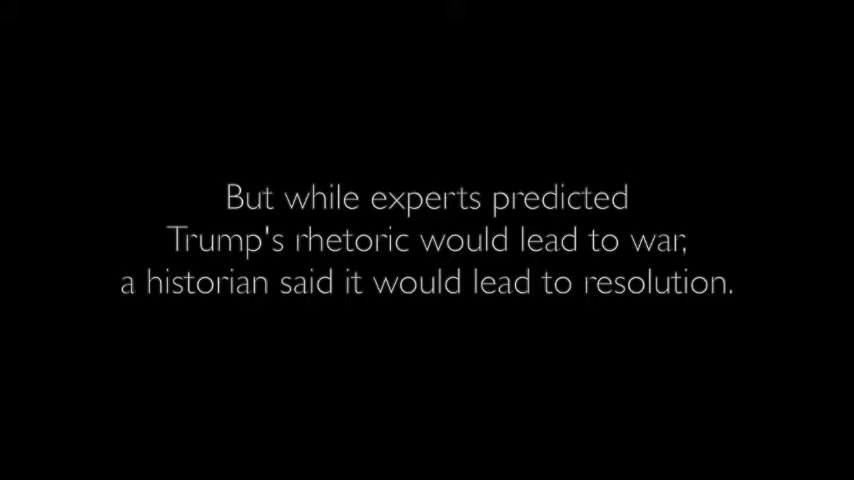 But while experts predicted
Trump's rhetoric would lead to war,
a historian said it would lead to resolution.